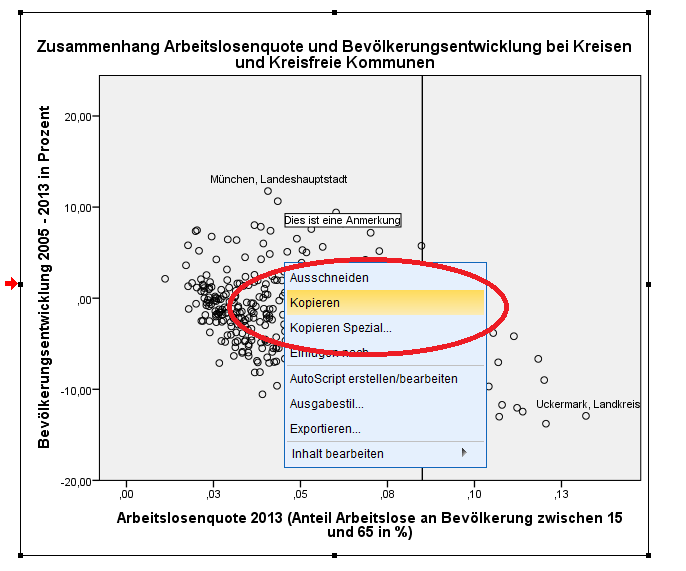 Zusammenhang Arbeitslosenquote und Bevölkerungsentwicklung bei Kreisen
und Kreisfreie Kommunen
Bevölkerungsentwicklung 2005 - 2013 in Prozent
20,00
10,00
,00
-10,00
-20,00
München, Landeshauptstadt
Dies ist eine Anmerkung
Ausschneiden
Kopieren
Kopieren Spezial...
Einfügen nach
AutoScript erstellen/bearbeiten
Ausgabestil...
Exportieren...
Inhalt bearbeiten
Uckermark, Landkreis
,00
,03
,05
,08
,10
,13
Arbeitslosenquote 2013 (Anteil Arbeitslose an Bevölkerung zwischen 15
und 65 in %)